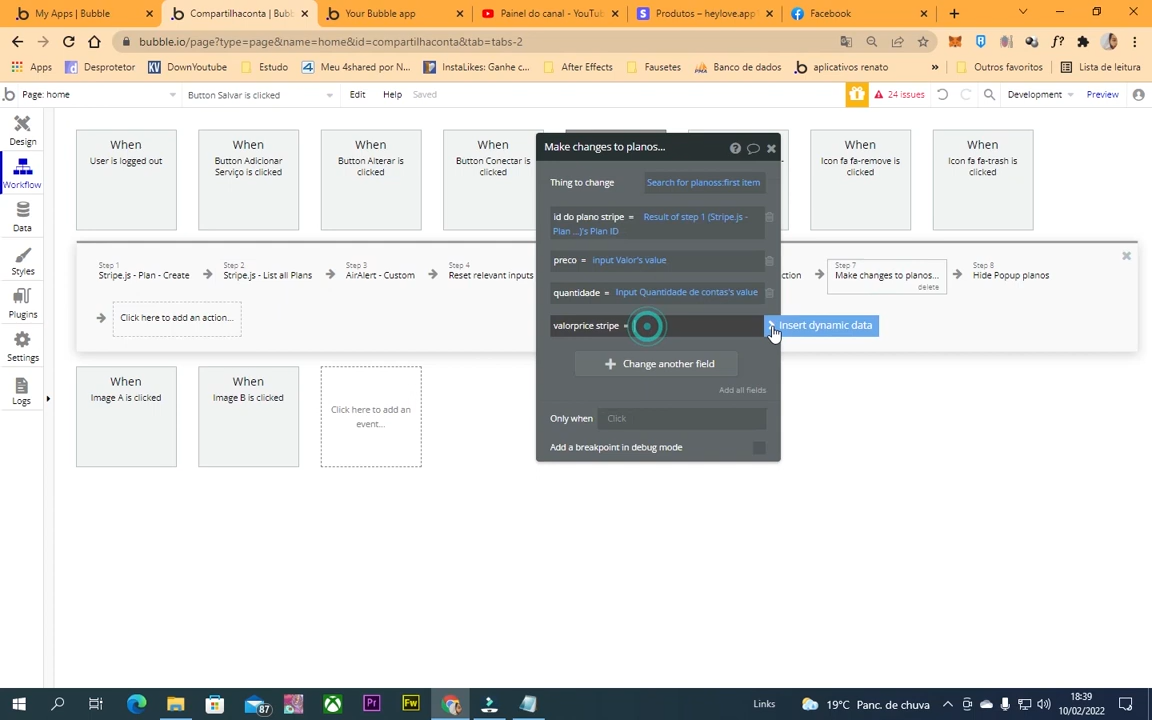 My Apps | Bubble
Compartilhaconta | Bubb
Your Bubble app
Painel do canal - YouTub
Produtos – heylove.app
Facebook
bubble.io/page?type=page&name=home&id=compartilhaconta&tab=tabs-2
Apps
Desprotetor
DownYoutube
Estudo
Meu 4shared por N...
InstaLikes: Ganhe c...
After Effects
Fausetes
Banco de dados
aplicativos renato
Outros favoritos
Lista de leitura
Page: home
Button Salvar is clicked
Edit
Help
Saved
24 issues
Development
Preview
Design
Workflow
Data
Styles
Plugins
Settings
Logs
When
User is logged out
When
Button Adicionar
Serviço is clicked
When
Button Alterar is
clicked
When
Button Conectar is
clicked
When
Icon fa fa-remove is
clicked
When
Icon fa fa-trash is
clicked
Step 1
Stripe.js - Plan - Create
Step 2
Stripe.js - List all Plans
Step 3
AirAlert - Custom
Step 4
Reset relevant inputs
ction
Step 7
Make changes to planos...
delete
Step 8
Hide Popup planos
Click here to add an action...
When
Image A is clicked
When
Image B is clicked
Click here to add an
event...
Make changes to planos...
Thing to change
Search for planoss:first item
id do plano stripe = Result of step 1 (Stripe.js -
Plan ...)'s Plan ID
preco = input Valor's value
quantidade = Input Quantidade de contas's value
valorprice stripe =
Insert dynamic data
Change another field
Add all fields
Only when
Click
Add a breakpoint in debug mode
87
Links
19°C Panc. de chuva
18:39
10/02/2022